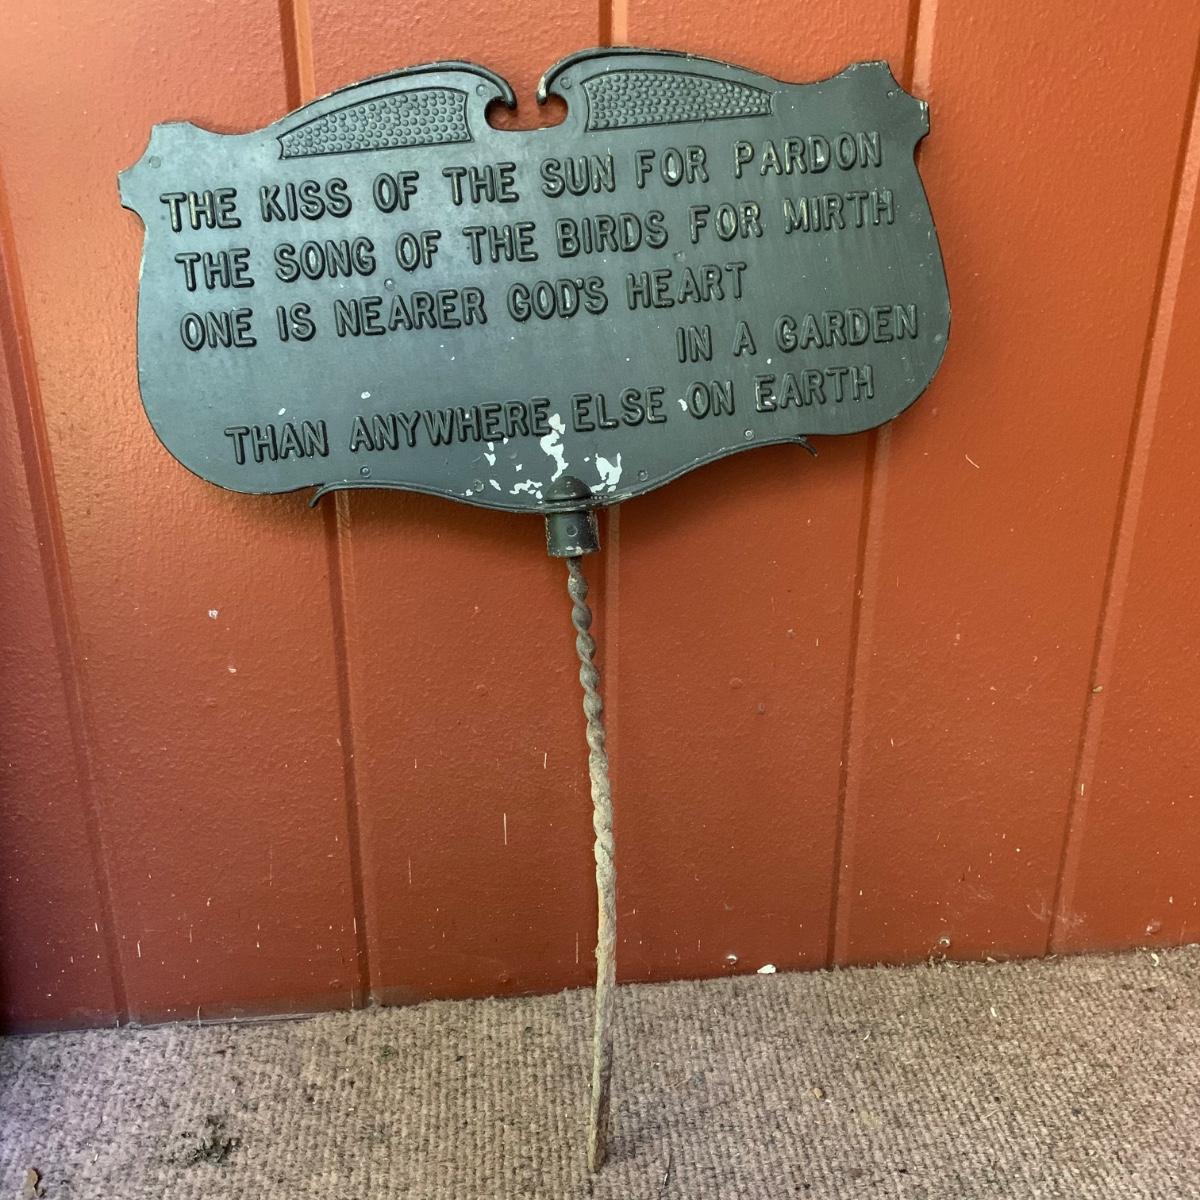 THE KISS OF THE SUN FOR PARDON
THE SONG OF THE BIRDS FOR MIRTH
ONE IS NEARER GOD'S HEART
IN A GARDEN
THAN ANYWHERE ELSE ON EARTH